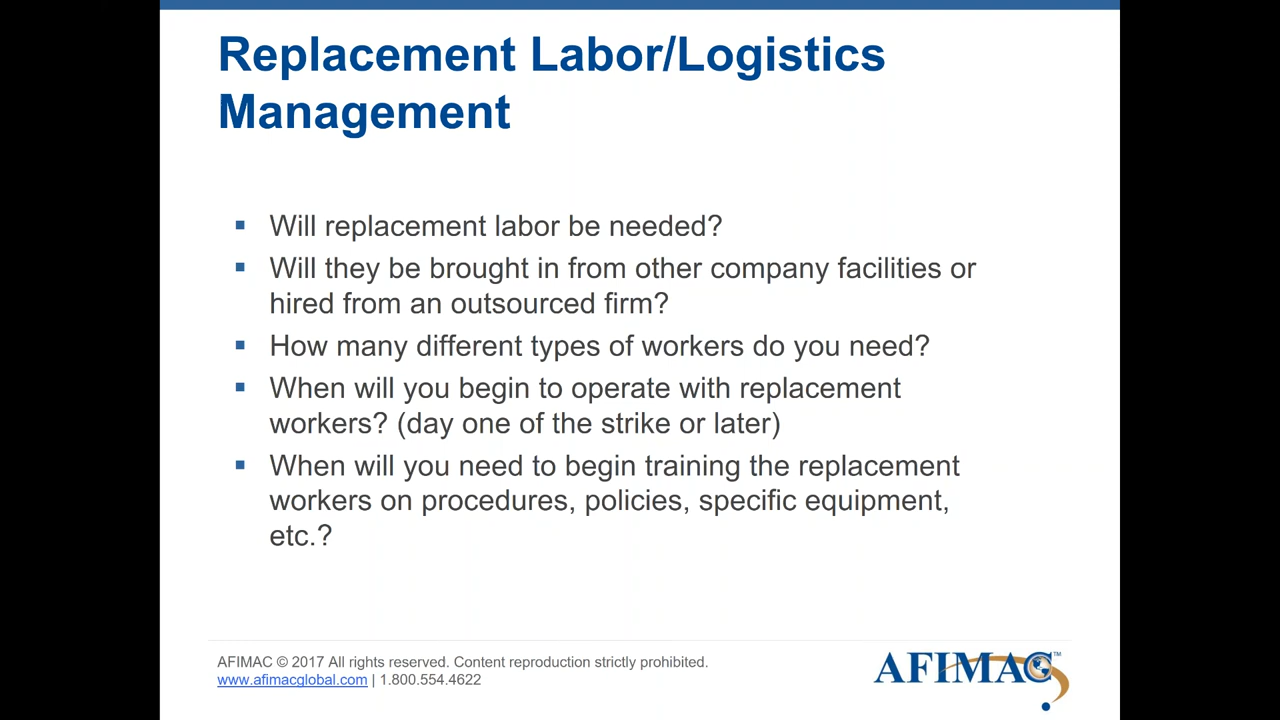 Replacement Labor/Logistics
Management
▪ Will replacement labor be needed?
▪ Will they be brought in from other company facilities or
hired from an outsourced firm?
▪ How many different types of workers do you need?
▪ When will you begin to operate with replacement
workers? (day one of the strike or later)
▪ When will you need to begin training the replacement
workers on procedures, policies, specific equipment,
etc.?
AFIMAC © 2017 All rights reserved. Content reproduction strictly prohibited.
www.afimacglobal.com | 1.800.554.4622
AFIMAC™